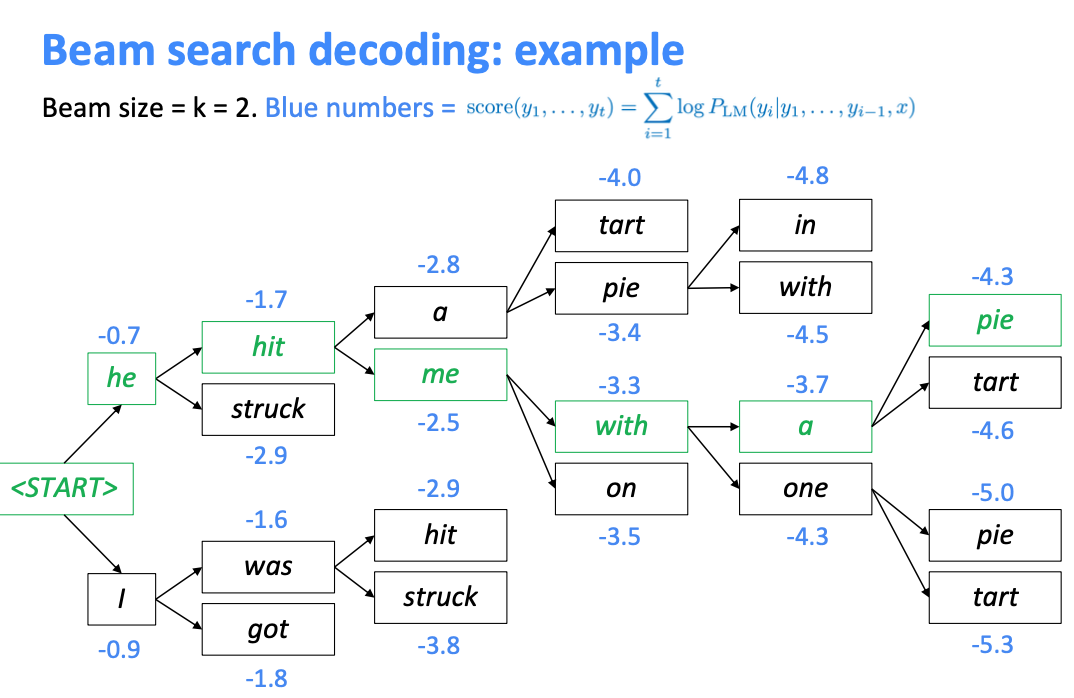 Beam search decoding: example
Beam size = k = 2. Blue numbers = score(y₁, . . . , yₜ) = ∑ᵢ₌₁ᵗ log P_LM(yᵢ|y₁, . . . , yᵢ₋₁, x)
<START>
-0.7
he
I
-0.9
-1.7
hit
struck
-2.9
-1.6
was
got
-1.8
-2.8
a
me
-2.5
-2.9
hit
struck
-3.8
-4.0
tart
pie
-3.4
-3.3
with
on
-3.5
-4.8
in
with
-4.5
-3.7
a
one
-4.3
-4.3
pie
tart
-4.6
-5.0
pie
tart
-5.3